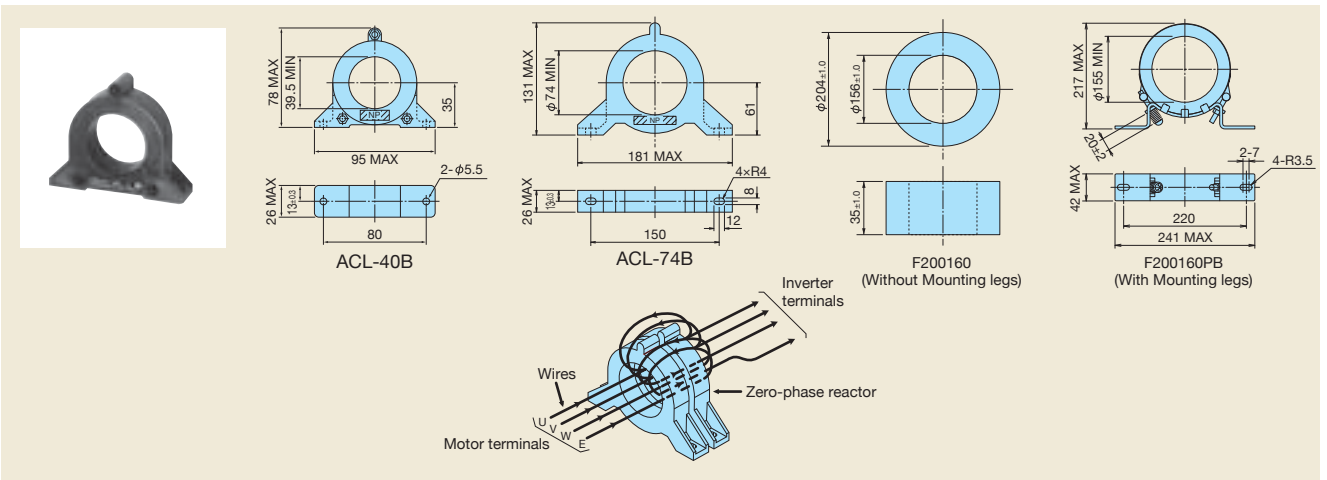 78 MAX
39.5 MIN
35
NP
95 MAX
2-φ5.5
26 MAX
13±0.3
80
ACL-40B
131 MAX
φ74 MIN
61
NP
181 MAX
4×R4
26 MAX
13±0.3
8
12
150
ACL-74B
φ204±1.0
φ156±1.0
35±1.0
F200160
(Without Mounting legs)
217 MAX
φ155 MIN
20±2
2-7
4-R3.5
42 MAX
220
241 MAX
F200160PB
(With Mounting legs)
Inverter
terminals
Wires
Zero-phase reactor
U
V
W
E
Motor terminals